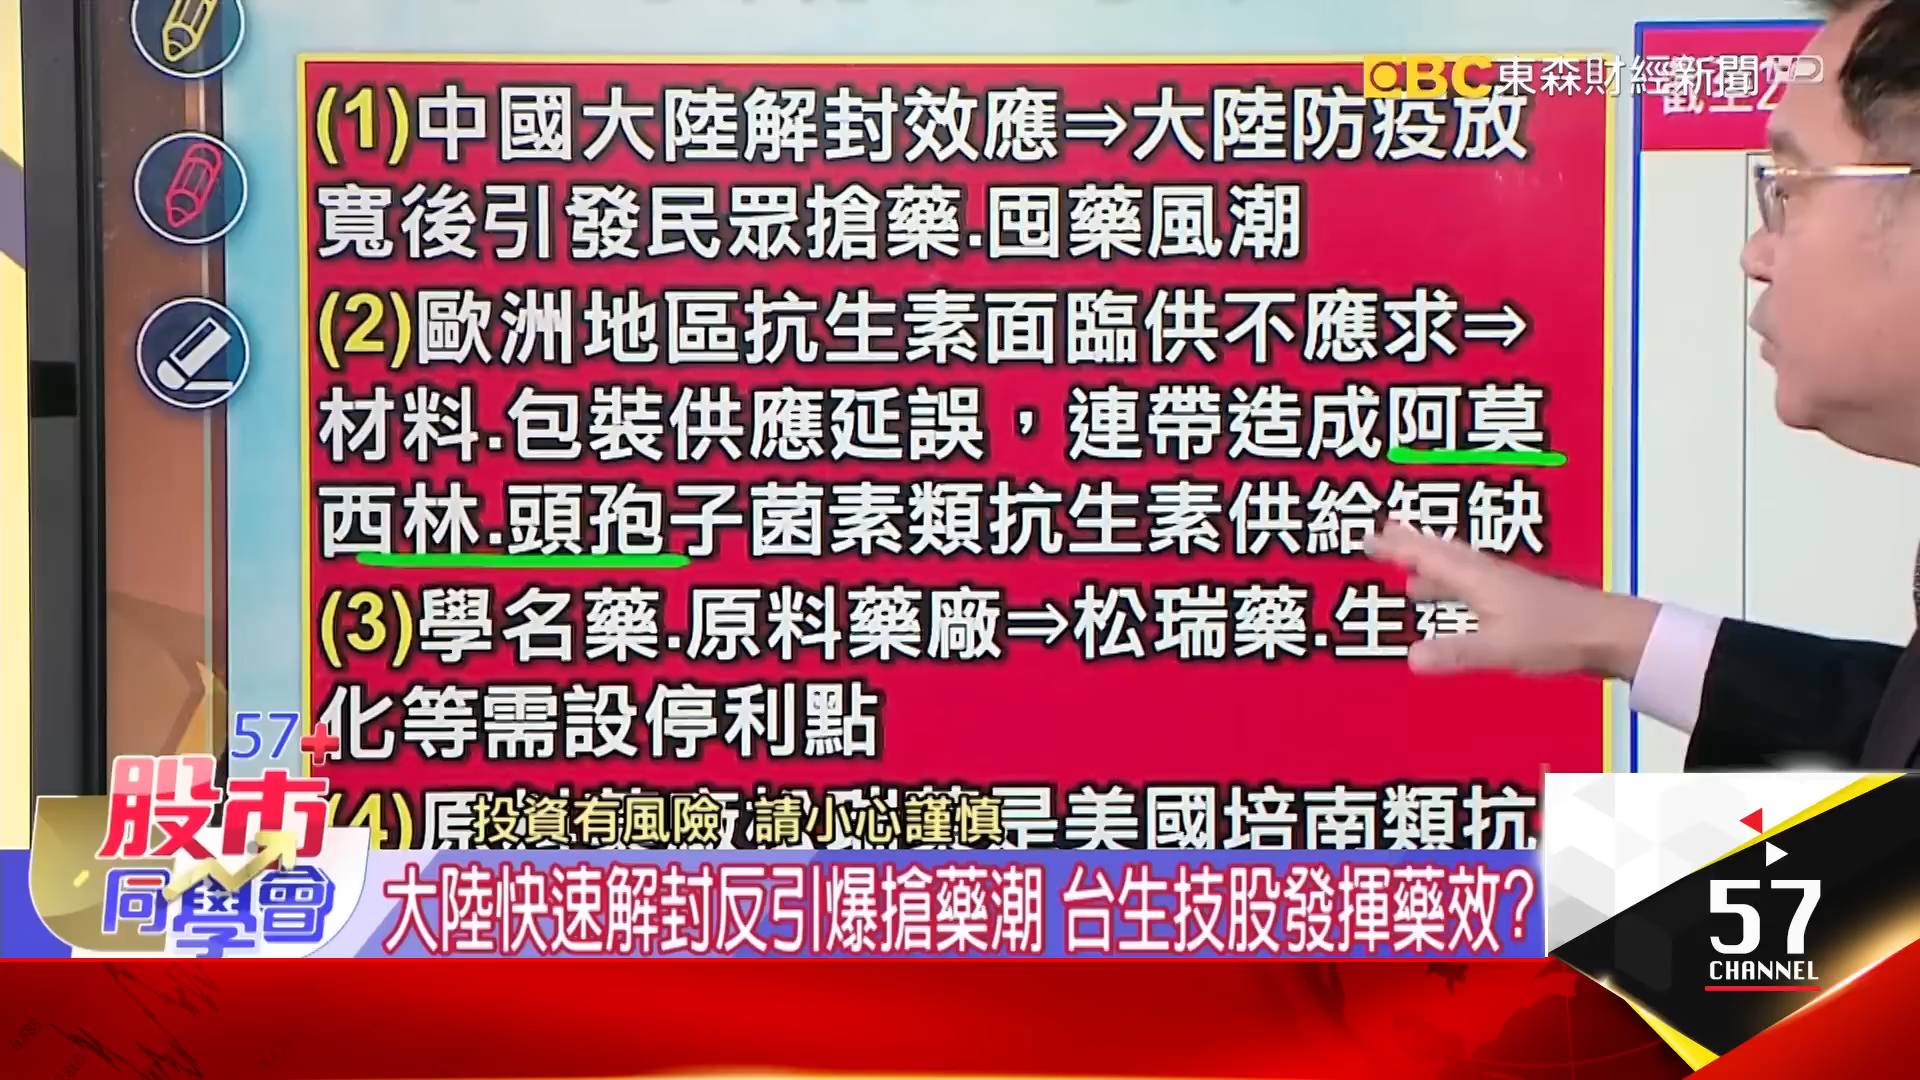 EBC 東森財經新聞
(1)中國大陸解封效應⇒大陸防疫放
寬後引發民眾搶藥.囤藥風潮
(2)歐洲地區抗生素面臨供不應求⇒
材料.包裝供應延誤，連帶造成阿莫
西林.頭孢子菌素類抗生素供給短缺
(3)學名藥.原料藥廠⇒松瑞藥.生達
化等需設停利點
(4)原 是美國培南類抗
投資有風險 請小心謹慎
57+
股市
同學會
大陸快速解封反引爆搶藥潮 台生技股發揮藥效?
57
CHANNEL